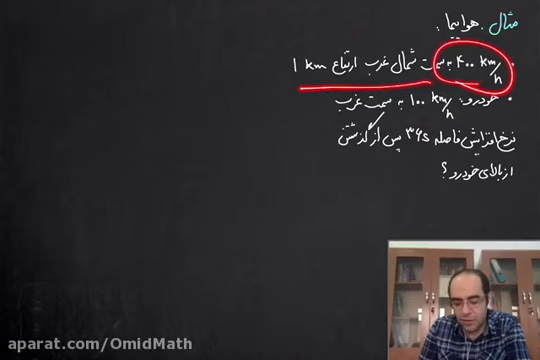 مثال . هواپیما :
• ۴۰۰ km/h به سمت شمال غرب ارتفاع 1 km
• خودرو : ۱۰۰ km/h به سمت غرب
نرخ افزایش فاصله ۳۶s پس از گذشتن
از بالای خودرو ؟
aparat.com/OmidMath